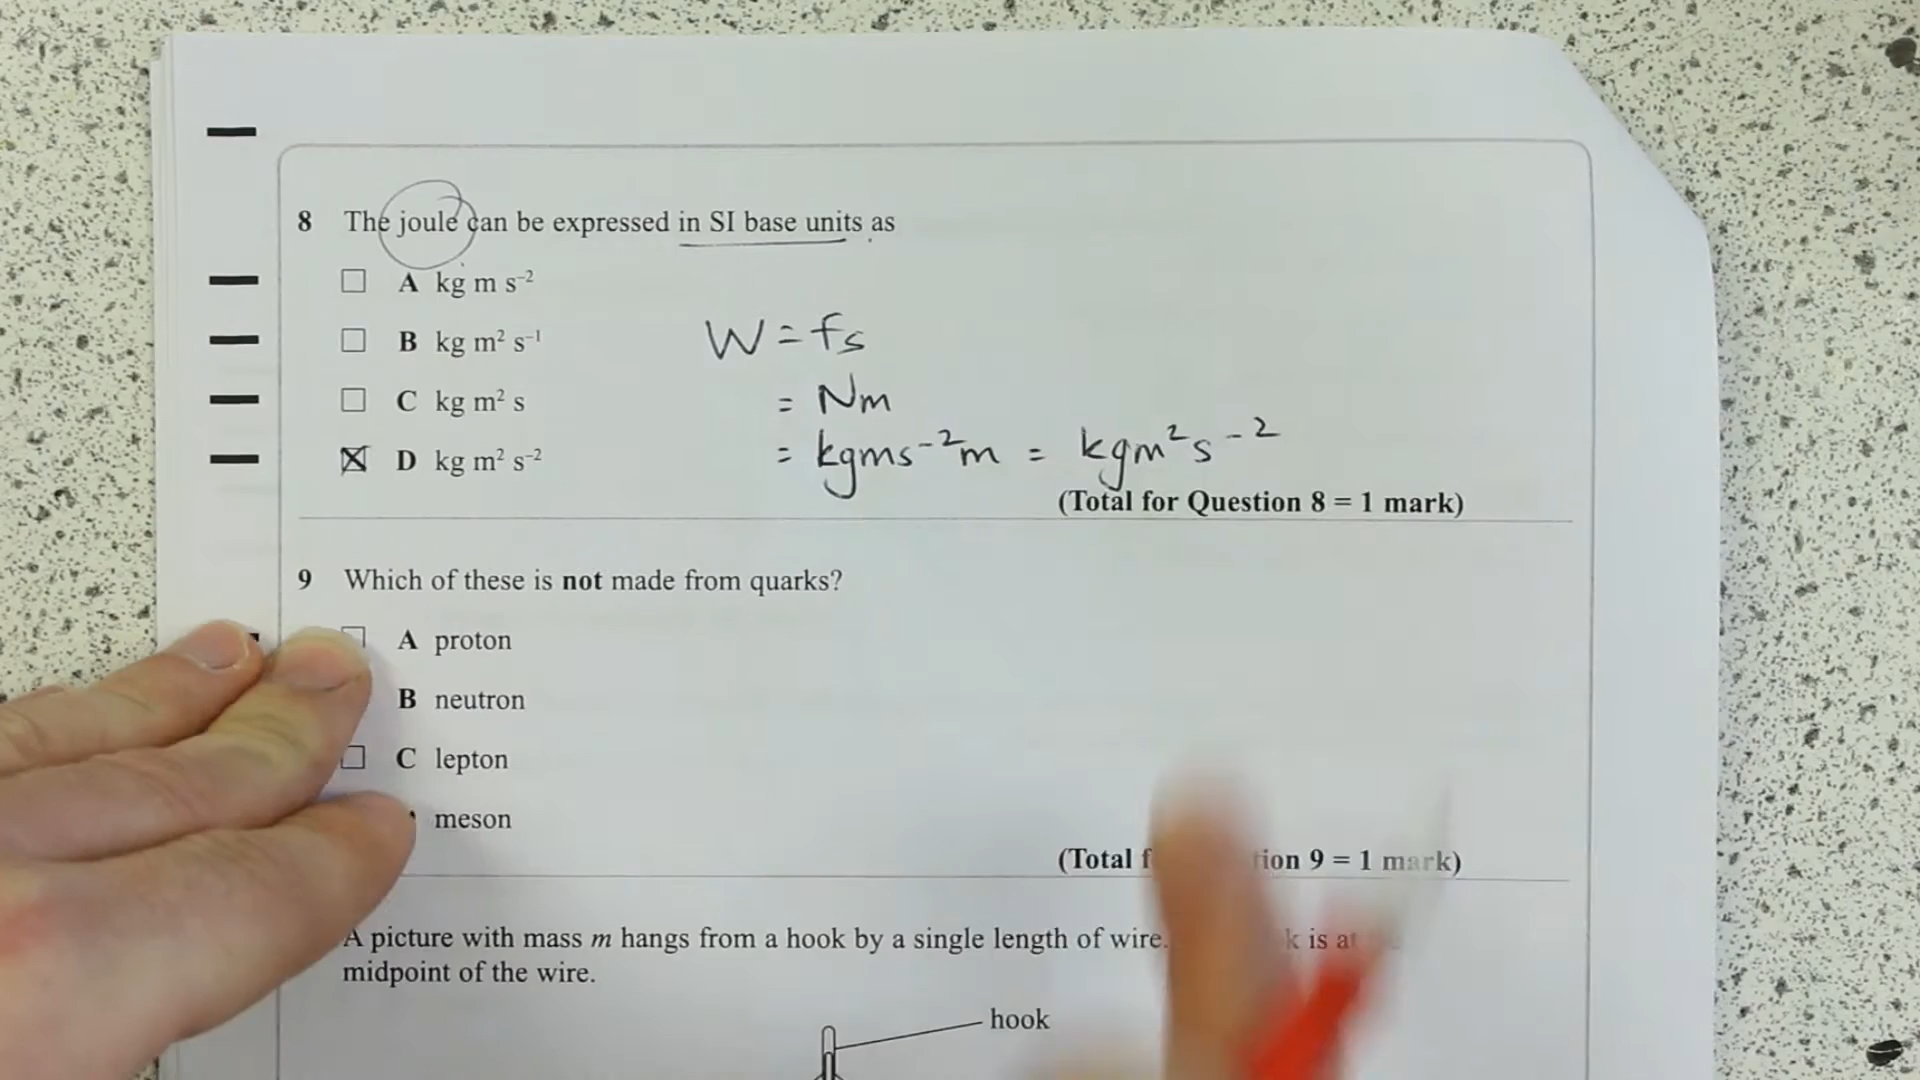 8 The joule can be expressed in SI base units as
A kg m s⁻²
B kg m² s⁻¹
C kg m² s
D kg m² s⁻²
W = fs
= Nm
= kgms⁻²m = kgm²s⁻²
(Total for Question 8 = 1 mark)
9 Which of these is not made from quarks?
A proton
B neutron
C lepton
meson
(Total tion 9 = 1 mark)
A picture with mass m hangs from a hook by a single length of wire. k is at
midpoint of the wire.
hook